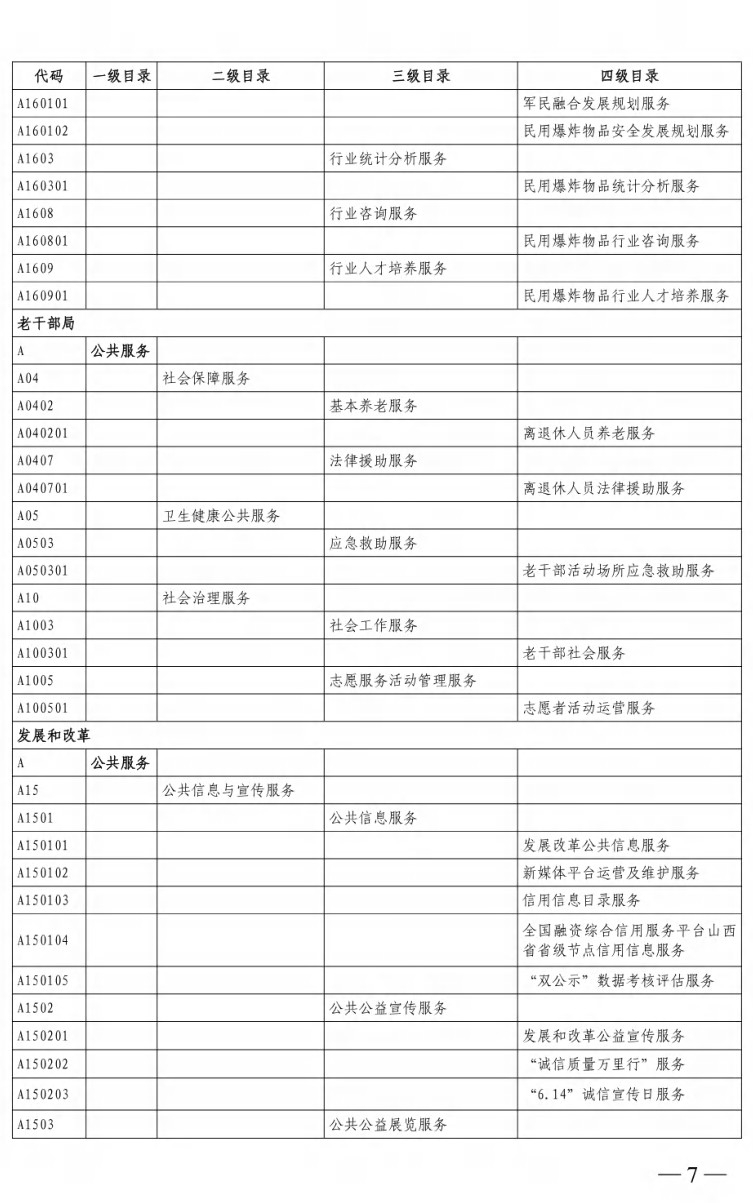 代码 一级目录 二级目录 三级目录 四级目录
A160101 军民融合发展规划服务
A160102 民用爆炸物品安全发展规划服务
A1603 行业统计分析服务
A160301 民用爆炸物品统计分析服务
A1608 行业咨询服务
A160801 民用爆炸物品行业咨询服务
A1609 行业人才培养服务
A160901 民用爆炸物品行业人才培养服务
老干部局
A 公共服务
A04 社会保障服务
A0402 基本养老服务
A040201 离退休人员养老服务
A0407 法律援助服务
A040701 离退休人员法律援助服务
A05 卫生健康公共服务
A0503 应急救助服务
A050301 老干部活动场所应急救助服务
A10 社会治理服务
A1003 社会工作服务
A100301 老干部社会服务
A1005 志愿服务活动管理服务
A100501 志愿者活动运营服务
发展和改革
A 公共服务
A15 公共信息与宣传服务
A1501 公共信息服务
A150101 发展改革公共信息服务
A150102 新媒体平台运营及维护服务
A150103 信用信息目录服务
A150104 全国融资综合信用服务平台山西
省省级节点信用信息服务
A150105 “双公示”数据考核评估服务
A1502 公共公益宣传服务
A150201 发展和改革公益宣传服务
A150202 “诚信质量万里行”服务
A150203 “6.14”诚信宣传日服务
A1503 公共公益展览服务
— 7 —